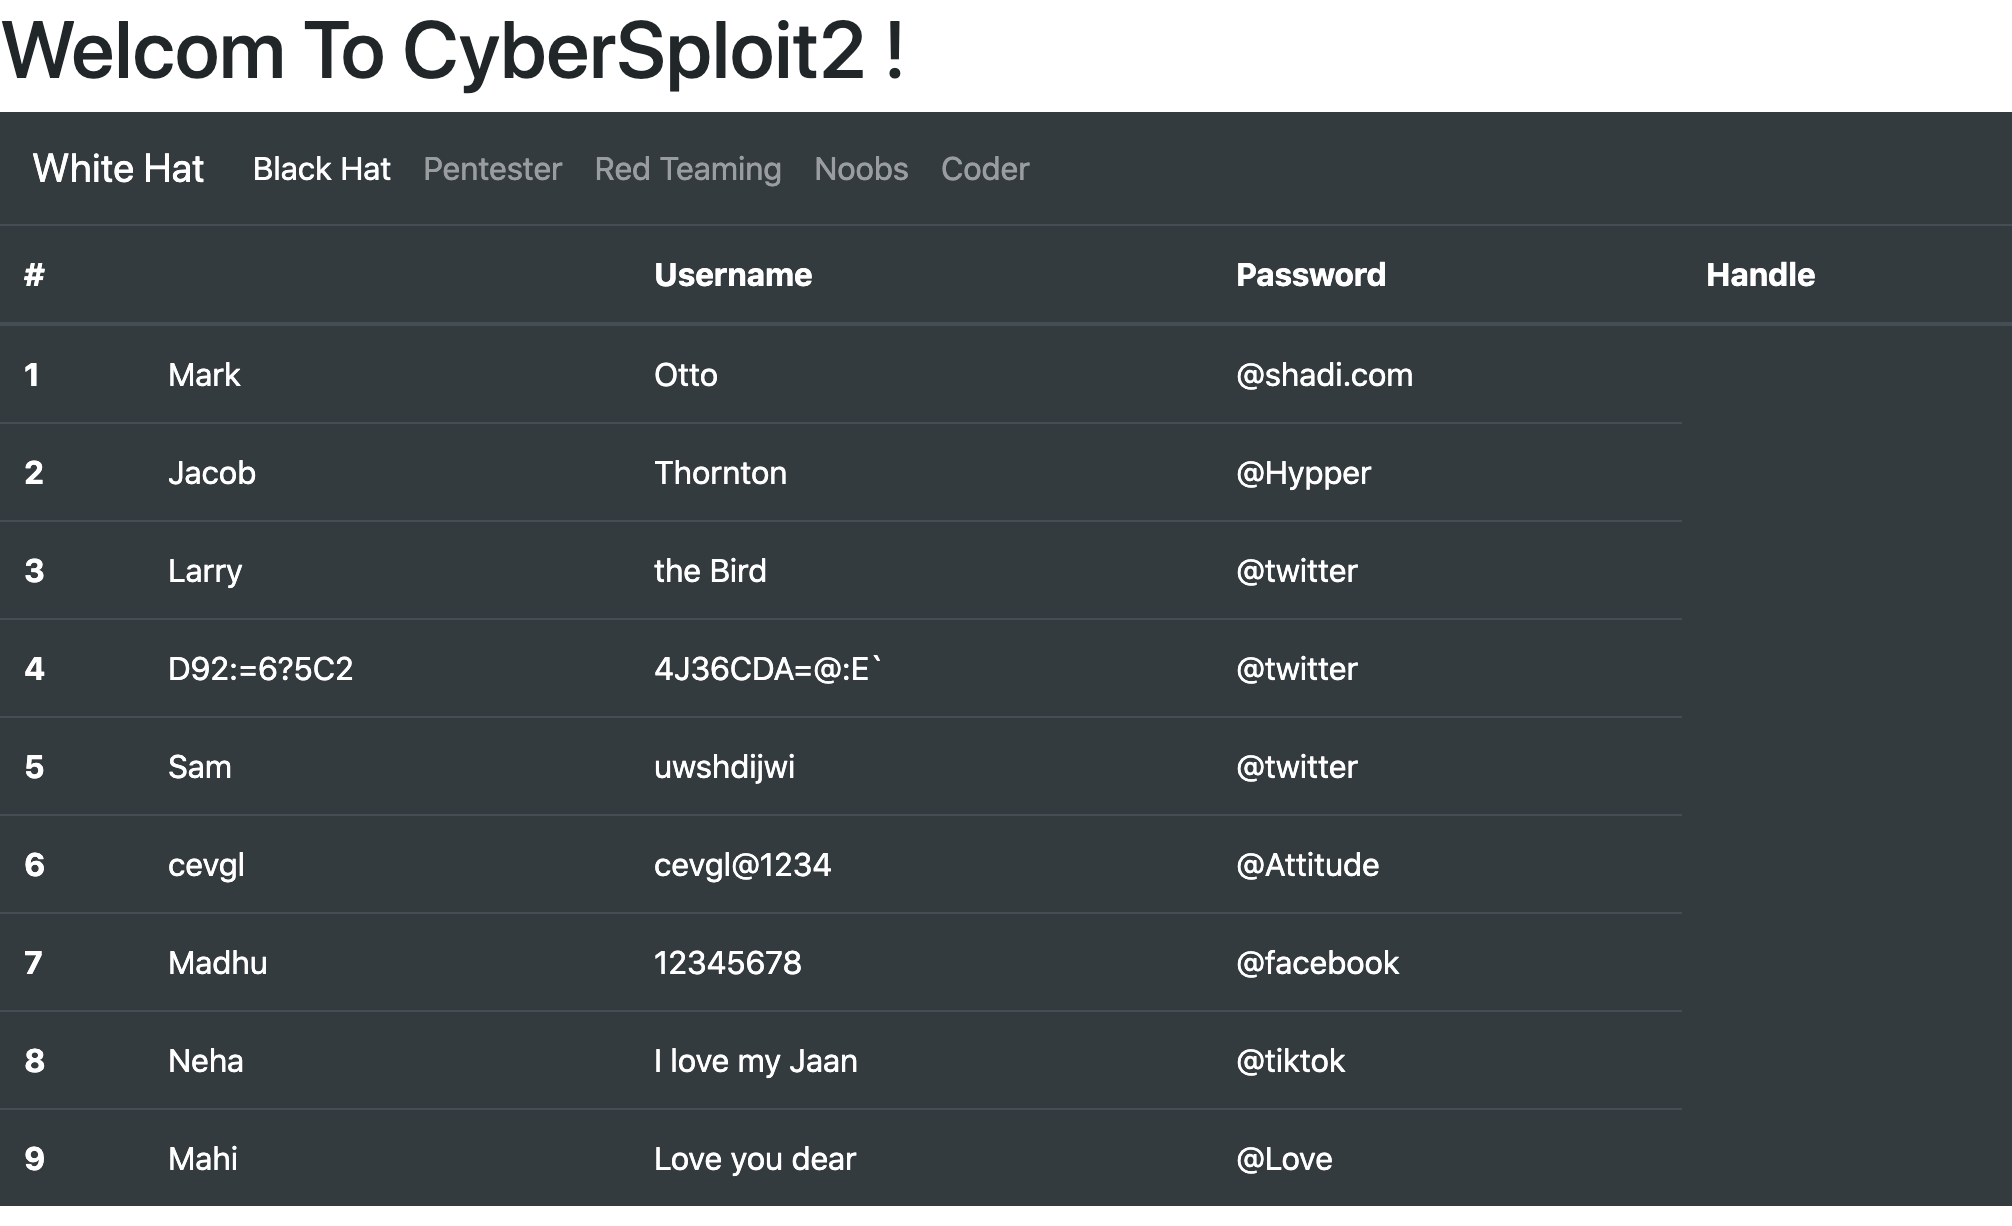 Welcom To CyberSploit2 !
White Hat Black Hat Pentester Red Teaming Noobs Coder
# Username Password Handle
1 Mark Otto @shadi.com
2 Jacob Thornton @Hypper
3 Larry the Bird @twitter
4 D92:=6?5C2 4J36CDA=@:E` @twitter
5 Sam uwshdijwi @twitter
6 cevgl cevgl@1234 @Attitude
7 Madhu 12345678 @facebook
8 Neha I love my Jaan @tiktok
9 Mahi Love you dear @Love